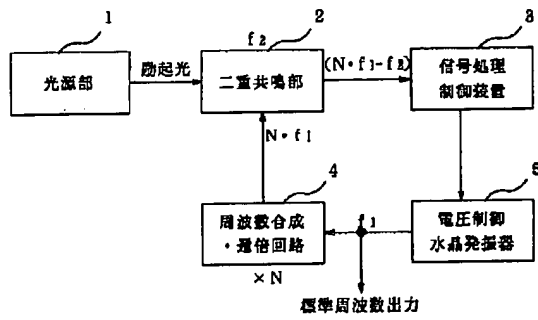 1
光源部
励起光
f2
2
二重共鳴部
(N・f1-f2)
3
信号処理
制御装置
N・f1
4
周波数合成
・逓倍回路
×N
f1
5
電圧制御
水晶発振器
標準周波数出力